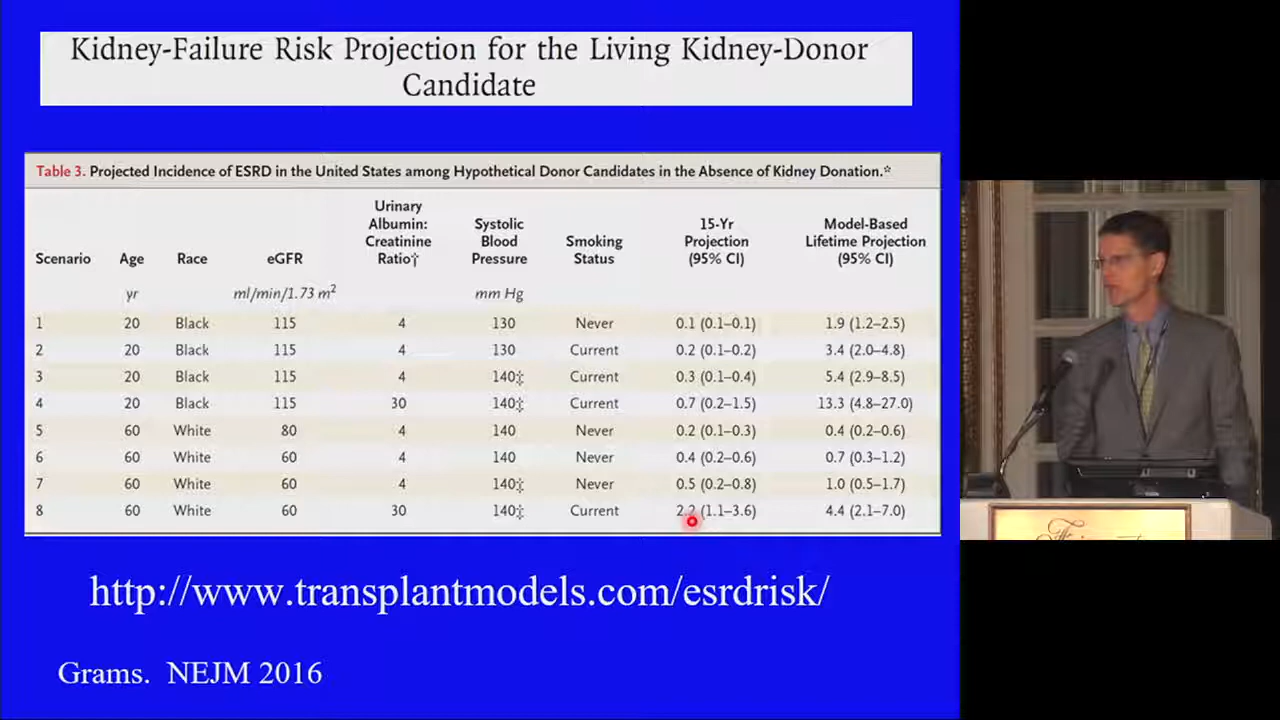 Kidney-Failure Risk Projection for the Living Kidney-Donor
Candidate
Table 3. Projected Incidence of ESRD in the United States among Hypothetical Donor Candidates in the Absence of Kidney Donation.*
Scenario Age Race eGFR Urinary Albumin: Creatinine Ratio† Systolic Blood Pressure Smoking Status 15-Yr Projection (95% CI) Model-Based Lifetime Projection (95% CI)
yr ml/min/1.73 m² mm Hg
1 20 Black 115 4 130 Never 0.1 (0.1–0.1) 1.9 (1.2–2.5)
2 20 Black 115 4 130 Current 0.2 (0.1–0.2) 3.4 (2.0–4.8)
3 20 Black 115 4 140‡ Current 0.3 (0.1–0.4) 5.4 (2.9–8.5)
4 20 Black 115 30 140‡ Current 0.7 (0.2–1.5) 13.3 (4.8–27.0)
5 60 White 80 4 140 Never 0.2 (0.1–0.3) 0.4 (0.2–0.6)
6 60 White 60 4 140 Never 0.4 (0.2–0.6) 0.7 (0.3–1.2)
7 60 White 60 4 140‡ Never 0.5 (0.2–0.8) 1.0 (0.5–1.7)
8 60 White 60 30 140‡ Current 2.2 (1.1–3.6) 4.4 (2.1–7.0)
http://www.transplantmodels.com/esrdrisk/
Grams. NEJM 2016